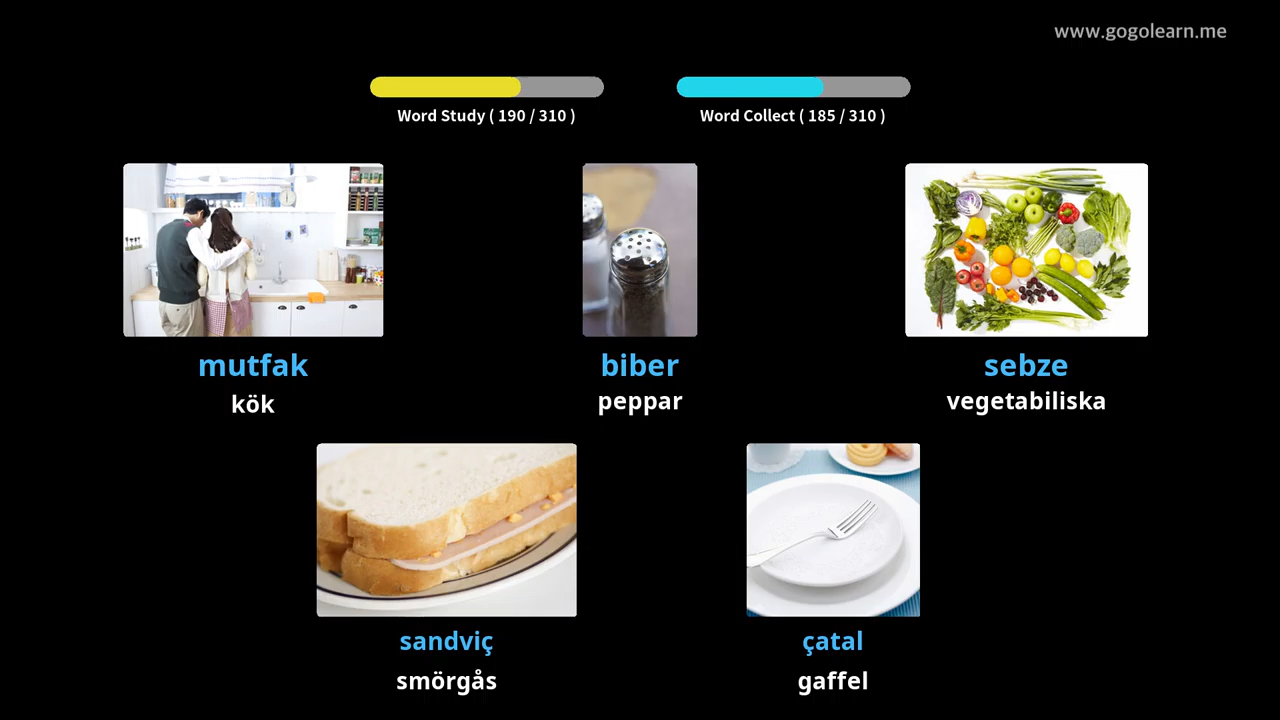 www.gogolearn.me
Word Study ( 190 / 310 )
Word Collect ( 185 / 310 )
mutfak
kök
biber
peppar
sebze
vegetabiliska
sandviç
smörgås
çatal
gaffel